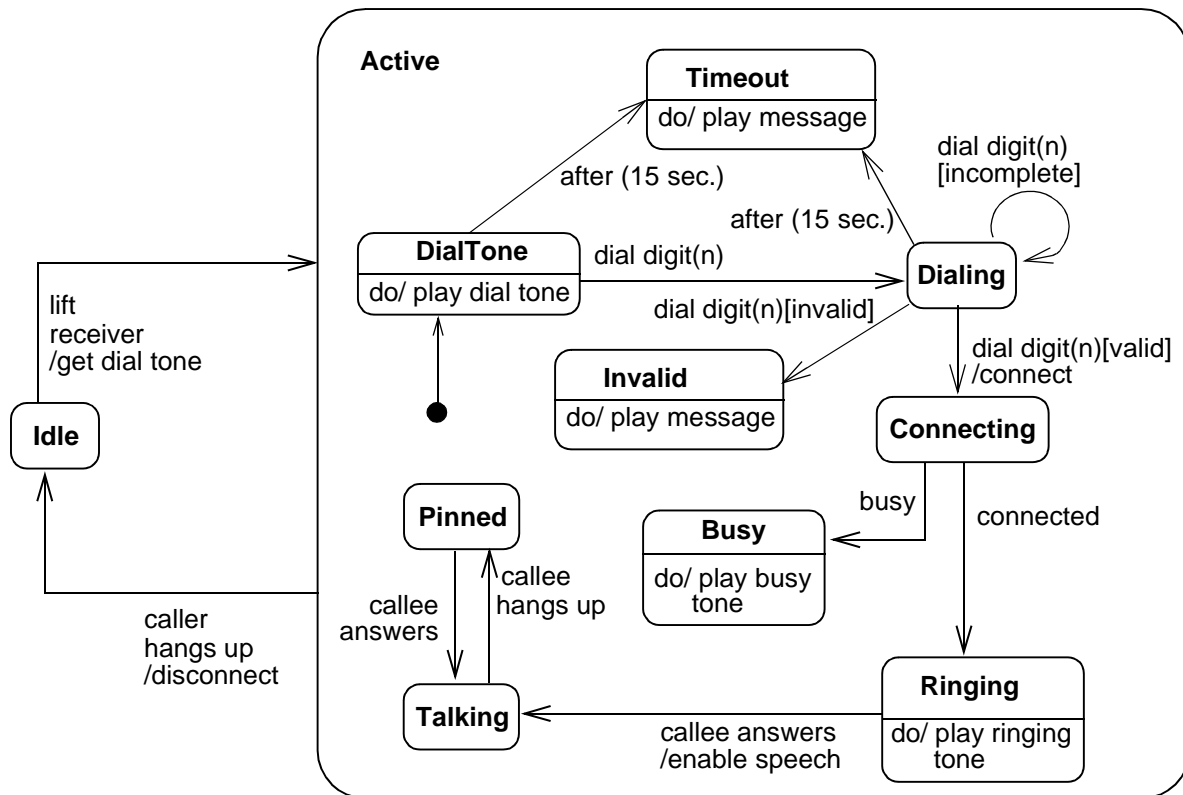 Active
Timeout
do/ play message
dial digit(n)
[incomplete]
after (15 sec.)
after (15 sec.)
DialTone
do/ play dial tone
dial digit(n)
Dialing
lift
receiver
/get dial tone
dial digit(n)[invalid]
dial digit(n)[valid]
/connect
Invalid
do/ play message
Idle
Connecting
Pinned
busy
connected
Busy
do/ play busy
tone
callee
hangs up
callee
answers
caller
hangs up
/disconnect
Talking
Ringing
do/ play ringing
tone
callee answers
/enable speech